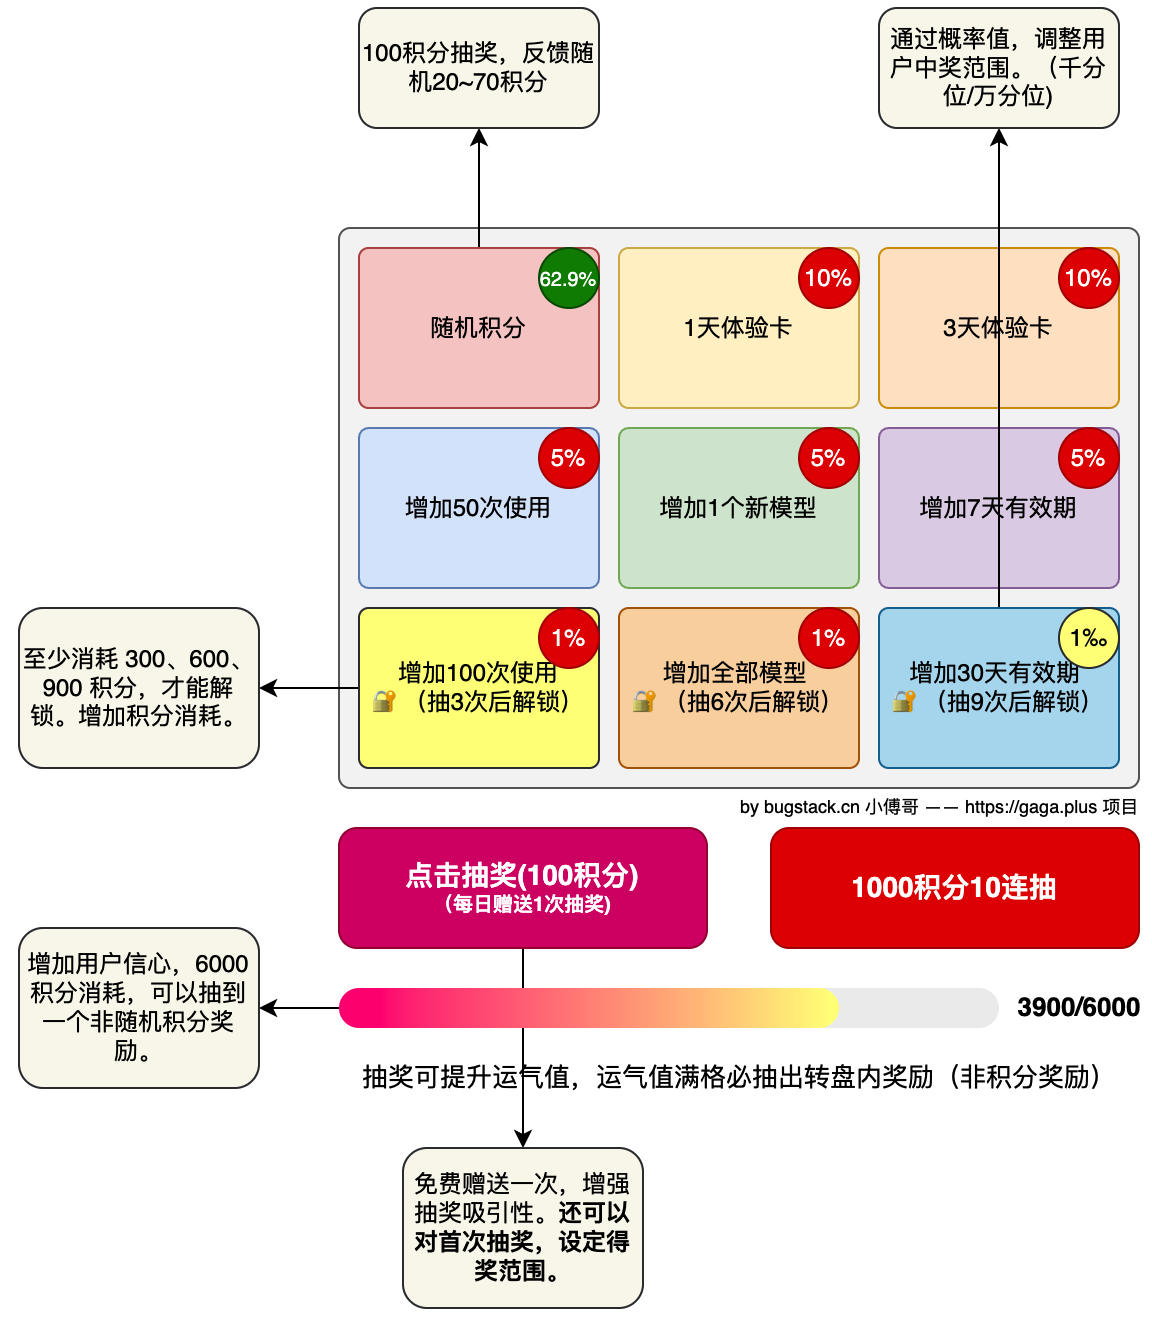 100积分抽奖，反馈随
机20~70积分
通过概率值，调整用
户中奖范围。（千分
位/万分位)
62.9%
随机积分
10%
1天体验卡
10%
3天体验卡
5%
增加50次使用
5%
增加1个新模型
5%
增加7天有效期
1%
增加100次使用
🔐（抽3次后解锁）
1%
增加全部模型
🔐（抽6次后解锁）
1‰
增加30天有效期
🔐（抽9次后解锁）
至少消耗 300、600、
900 积分，才能解
锁。增加积分消耗。
by bugstack.cn 小傅哥 —— https://gaga.plus 项目
点击抽奖(100积分)
（每日赠送1次抽奖)
1000积分10连抽
增加用户信心，6000
积分消耗，可以抽到
一个非随机积分奖
励。
3900/6000
抽奖可提升运气值，运气值满格必抽出转盘内奖励（非积分奖励）
免费赠送一次，增强
抽奖吸引性。还可以
对首次抽奖，设定得
奖范围。